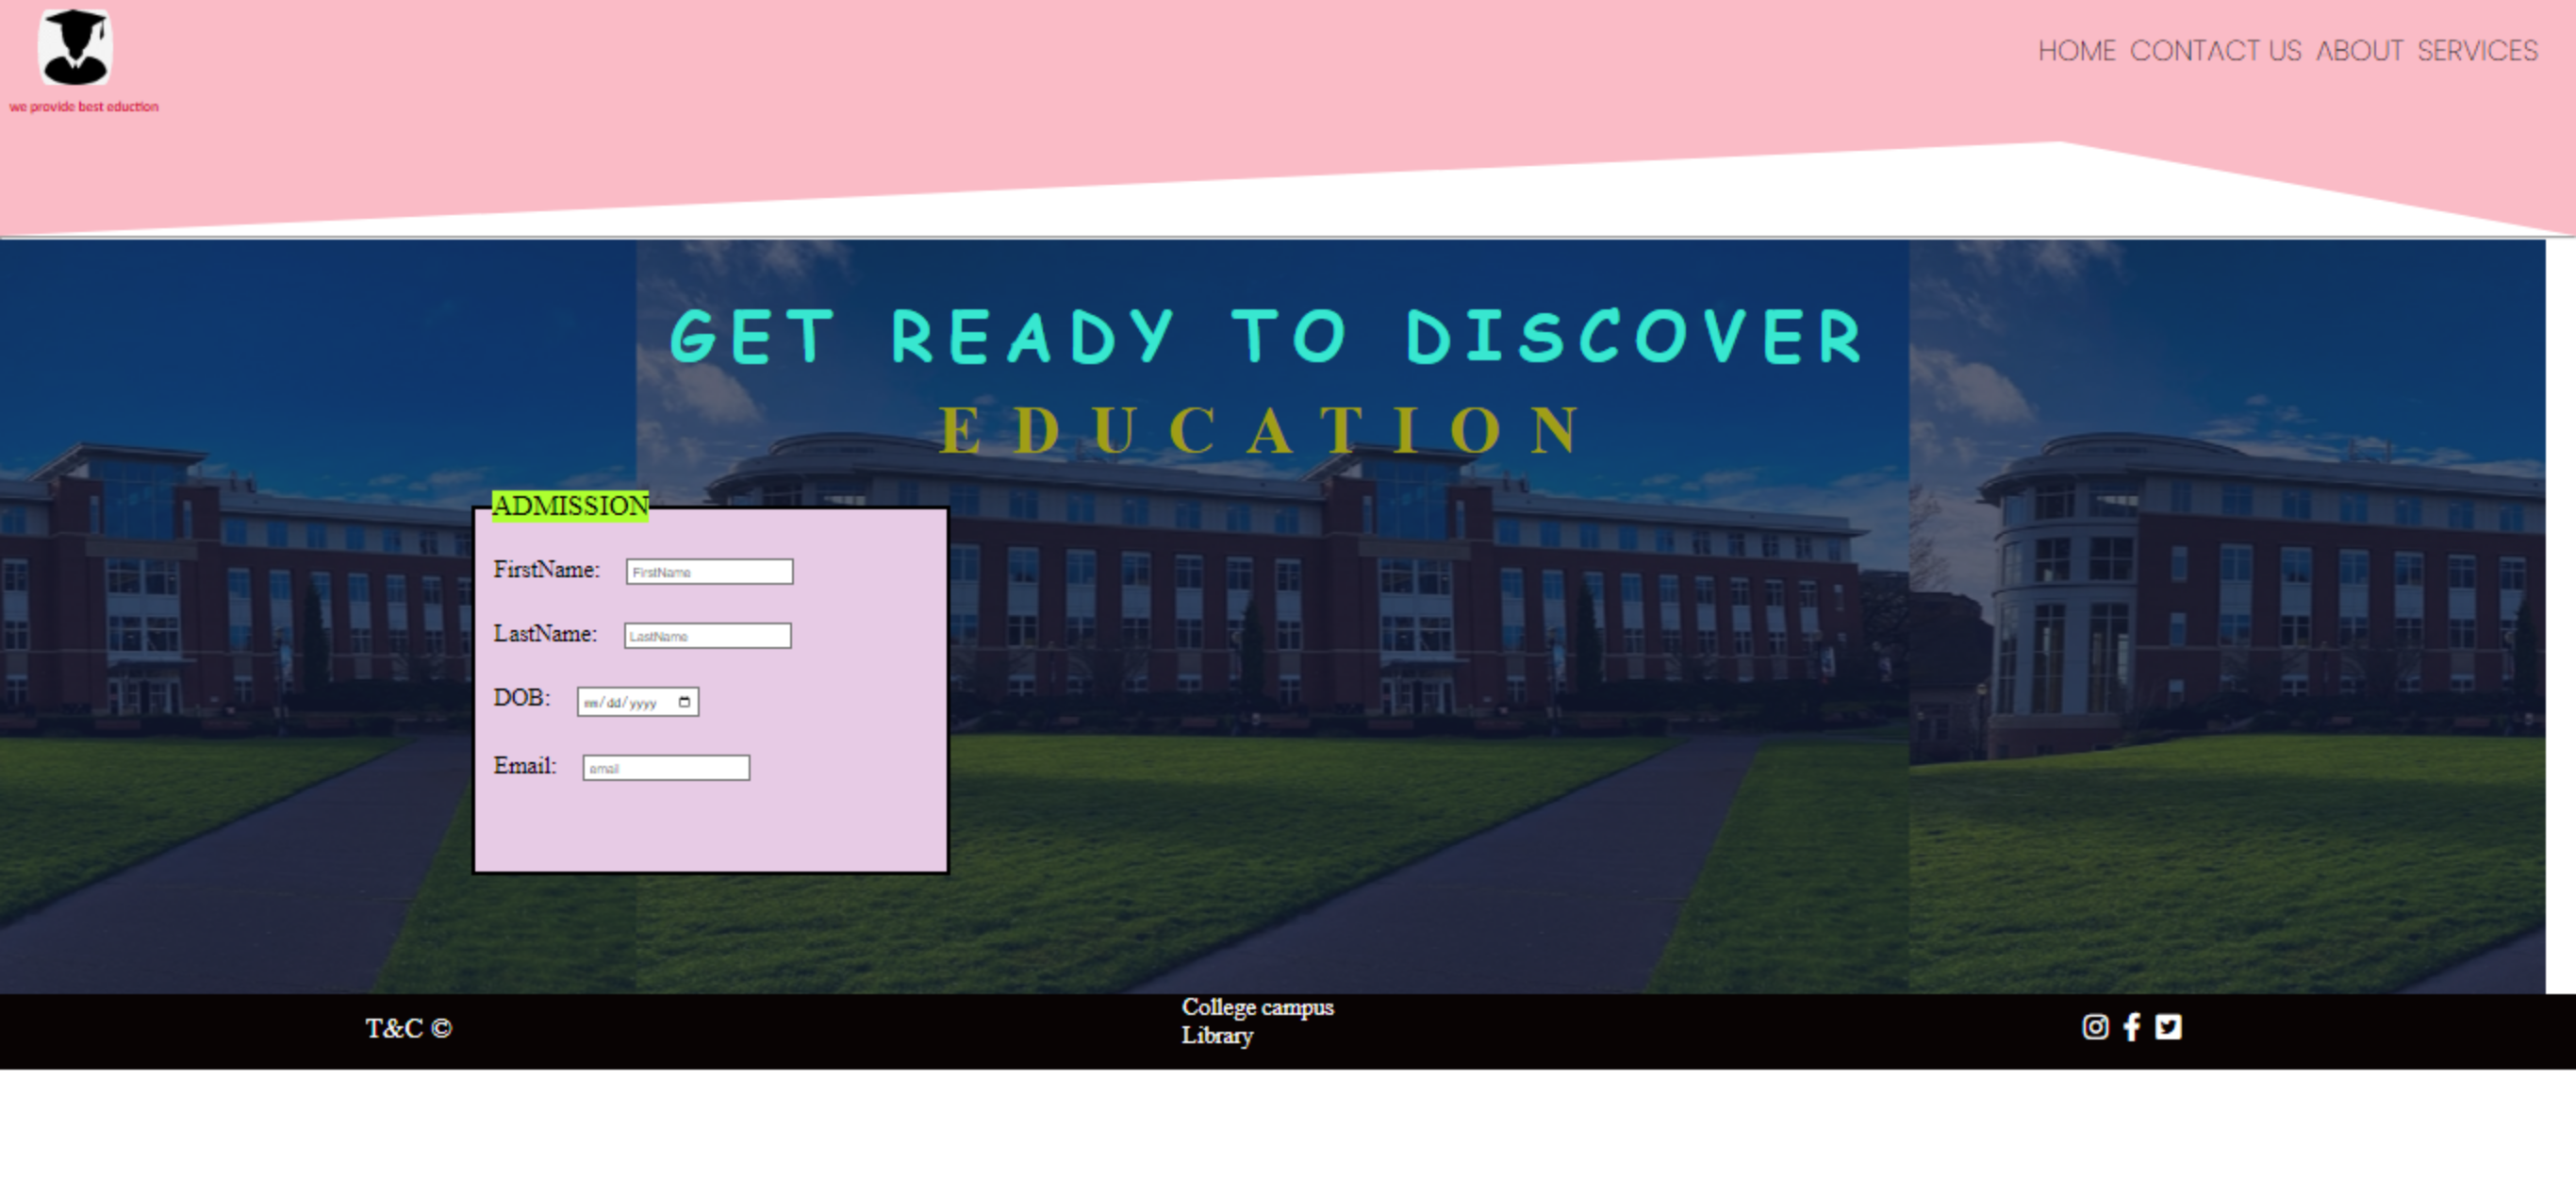 HOME CONTACT US ABOUT SERVICES
we provide best eduction
GET READY TO DISCOVER
EDUCATION
ADMISSION
FirstName: FirstName
LastName: LastName
DOB: mm/dd/yyyy
Email: email
T&C ©
College campus
Library